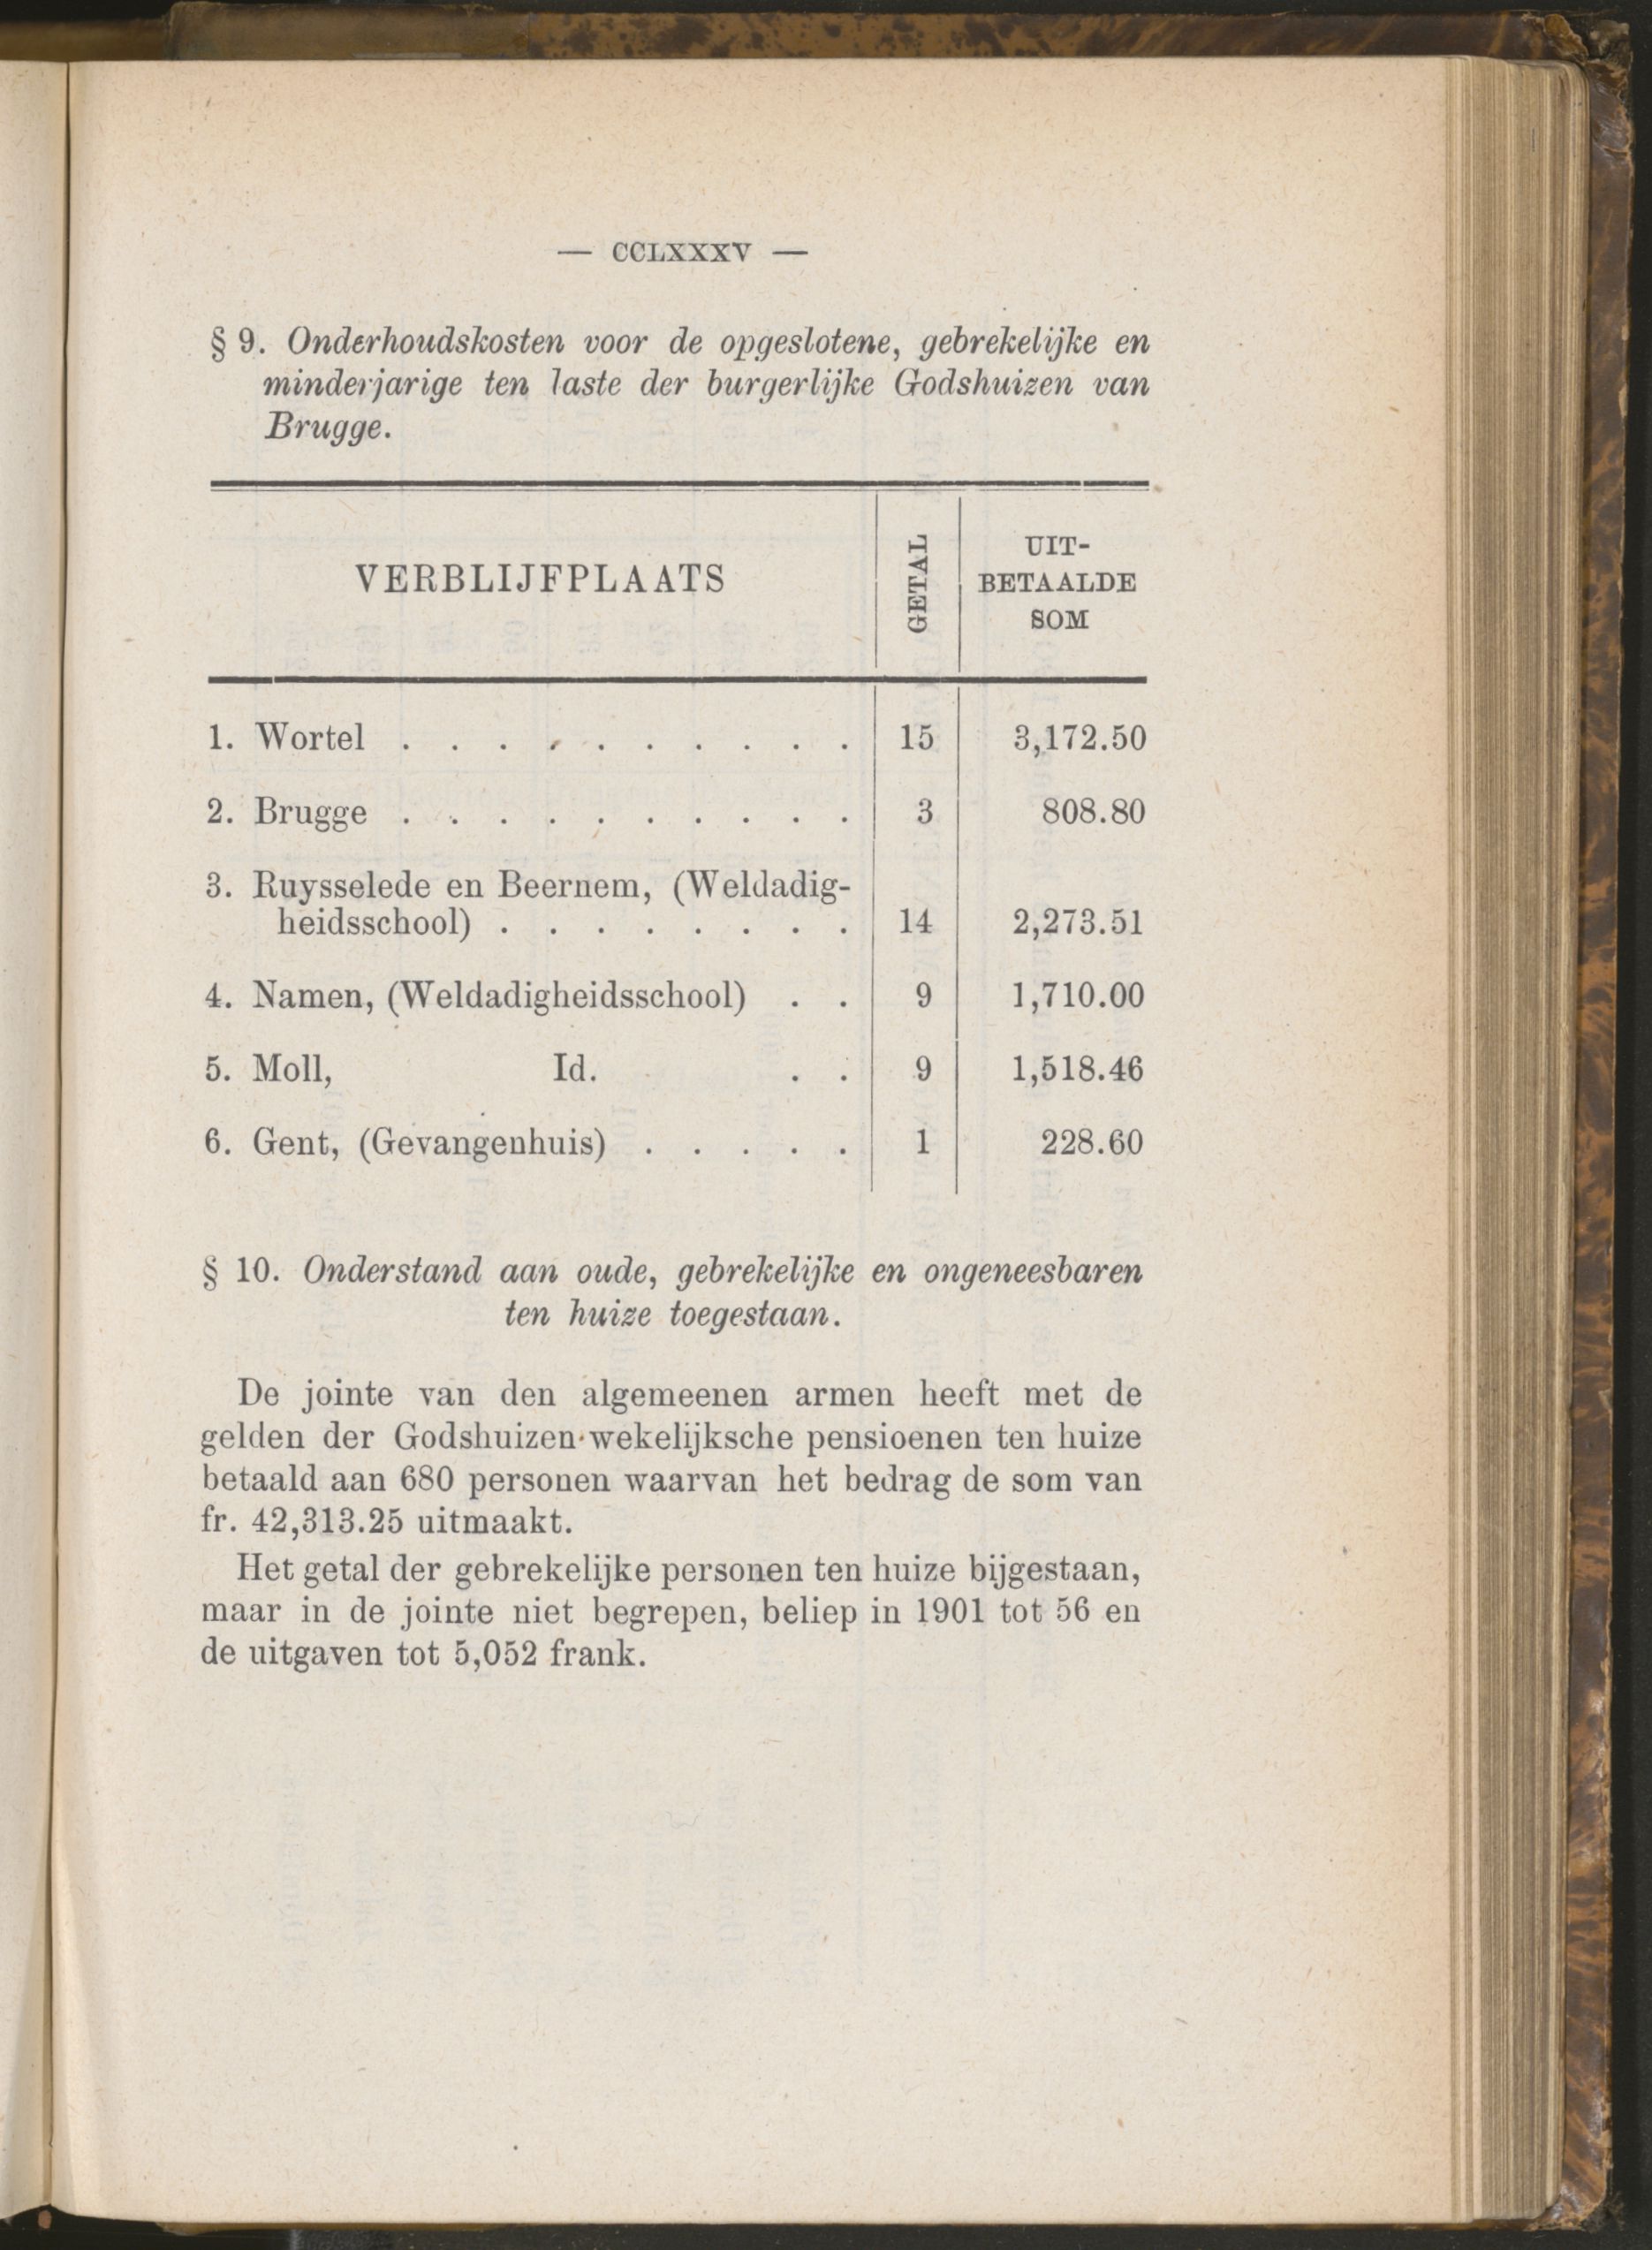 — CCLXXXV —
§ 9. Onderhoudskosten voor de opgeslotene, gebrekelijke en
minderjarige ten laste der burgerlijke Godshuizen van
Brugge.
VERBLIJFPLAATS
GETAL
UIT-
BETAALDE
SOM
1. Wortel . . . . . . . . . . 15 3,172.50
2. Brugge . . . . . . . . . . 3 808.80
3. Ruysselede en Beernem, (Weldadig-
heidsschool) . . . . . . . . 14 2,273.51
4. Namen, (Weldadigheidsschool) . . 9 1,710.00
5. Moll, Id. . . 9 1,518.46
6. Gent, (Gevangenhuis) . . . . . 1 228.60
§ 10. Onderstand aan oude, gebrekelijke en ongeneesbaren
ten huize toegestaan.
De jointe van den algemeenen armen heeft met de
gelden der Godshuizen wekelijksche pensioenen ten huize
betaald aan 680 personen waarvan het bedrag de som van
fr. 42,313.25 uitmaakt.
Het getal der gebrekelijke personen ten huize bijgestaan,
maar in de jointe niet begrepen, beliep in 1901 tot 56 en
de uitgaven tot 5,052 frank.